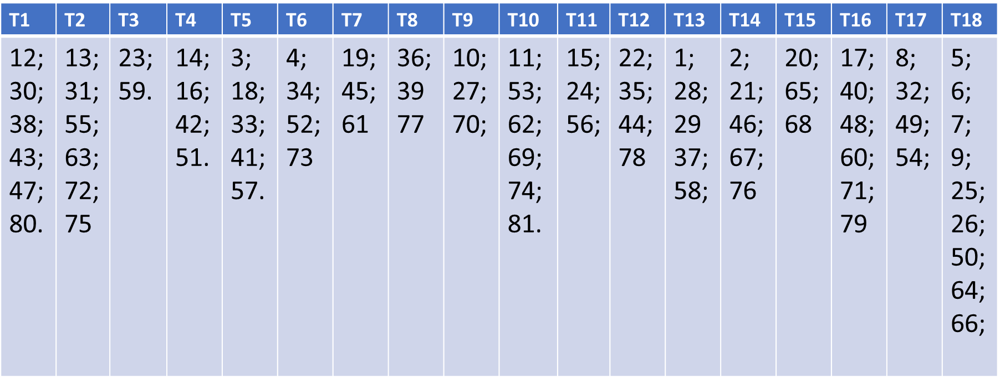 T1 T2 T3 T4 T5 T6 T7 T8 T9 T10 T11 T12 T13 T14 T15 T16 T17 T18
12; 13; 23; 14; 3; 4; 19; 36; 10; 11; 15; 22; 1; 2; 20; 17; 8; 5;
30; 31; 59. 16; 18; 34; 45; 39 27; 53; 24; 35; 28; 21; 65; 40; 32; 6;
38; 55; 42; 33; 52; 61 77 70; 62; 56; 44; 29 46; 68 48; 49; 7;
43; 63; 51. 41; 73 69; 78 37; 67; 60; 54; 9;
47; 72; 57. 74; 58; 76 71; 25;
80. 75 81. 79 26;
50;
64;
66;